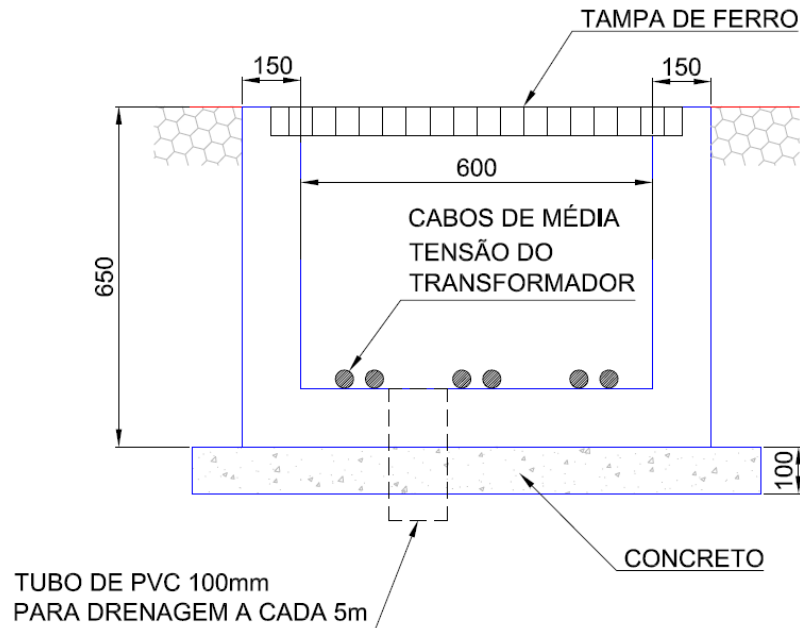 TAMPA DE FERRO
150
150
600
CABOS DE MÉDIA
TENSÃO DO
TRANSFORMADOR
650
100
CONCRETO
TUBO DE PVC 100mm
PARA DRENAGEM A CADA 5m